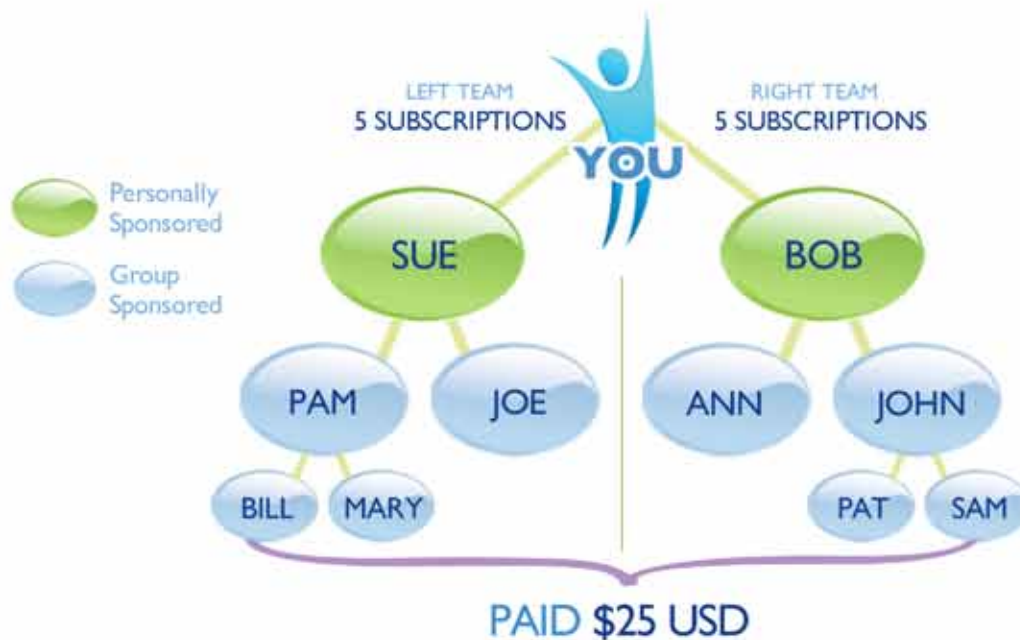 LEFT TEAM
5 SUBSCRIPTIONS
RIGHT TEAM
5 SUBSCRIPTIONS
YOU
Personally
Sponsored
Group
Sponsored
SUE
BOB
PAM
JOE
ANN
JOHN
BILL
MARY
PAT
SAM
PAID $25 USD